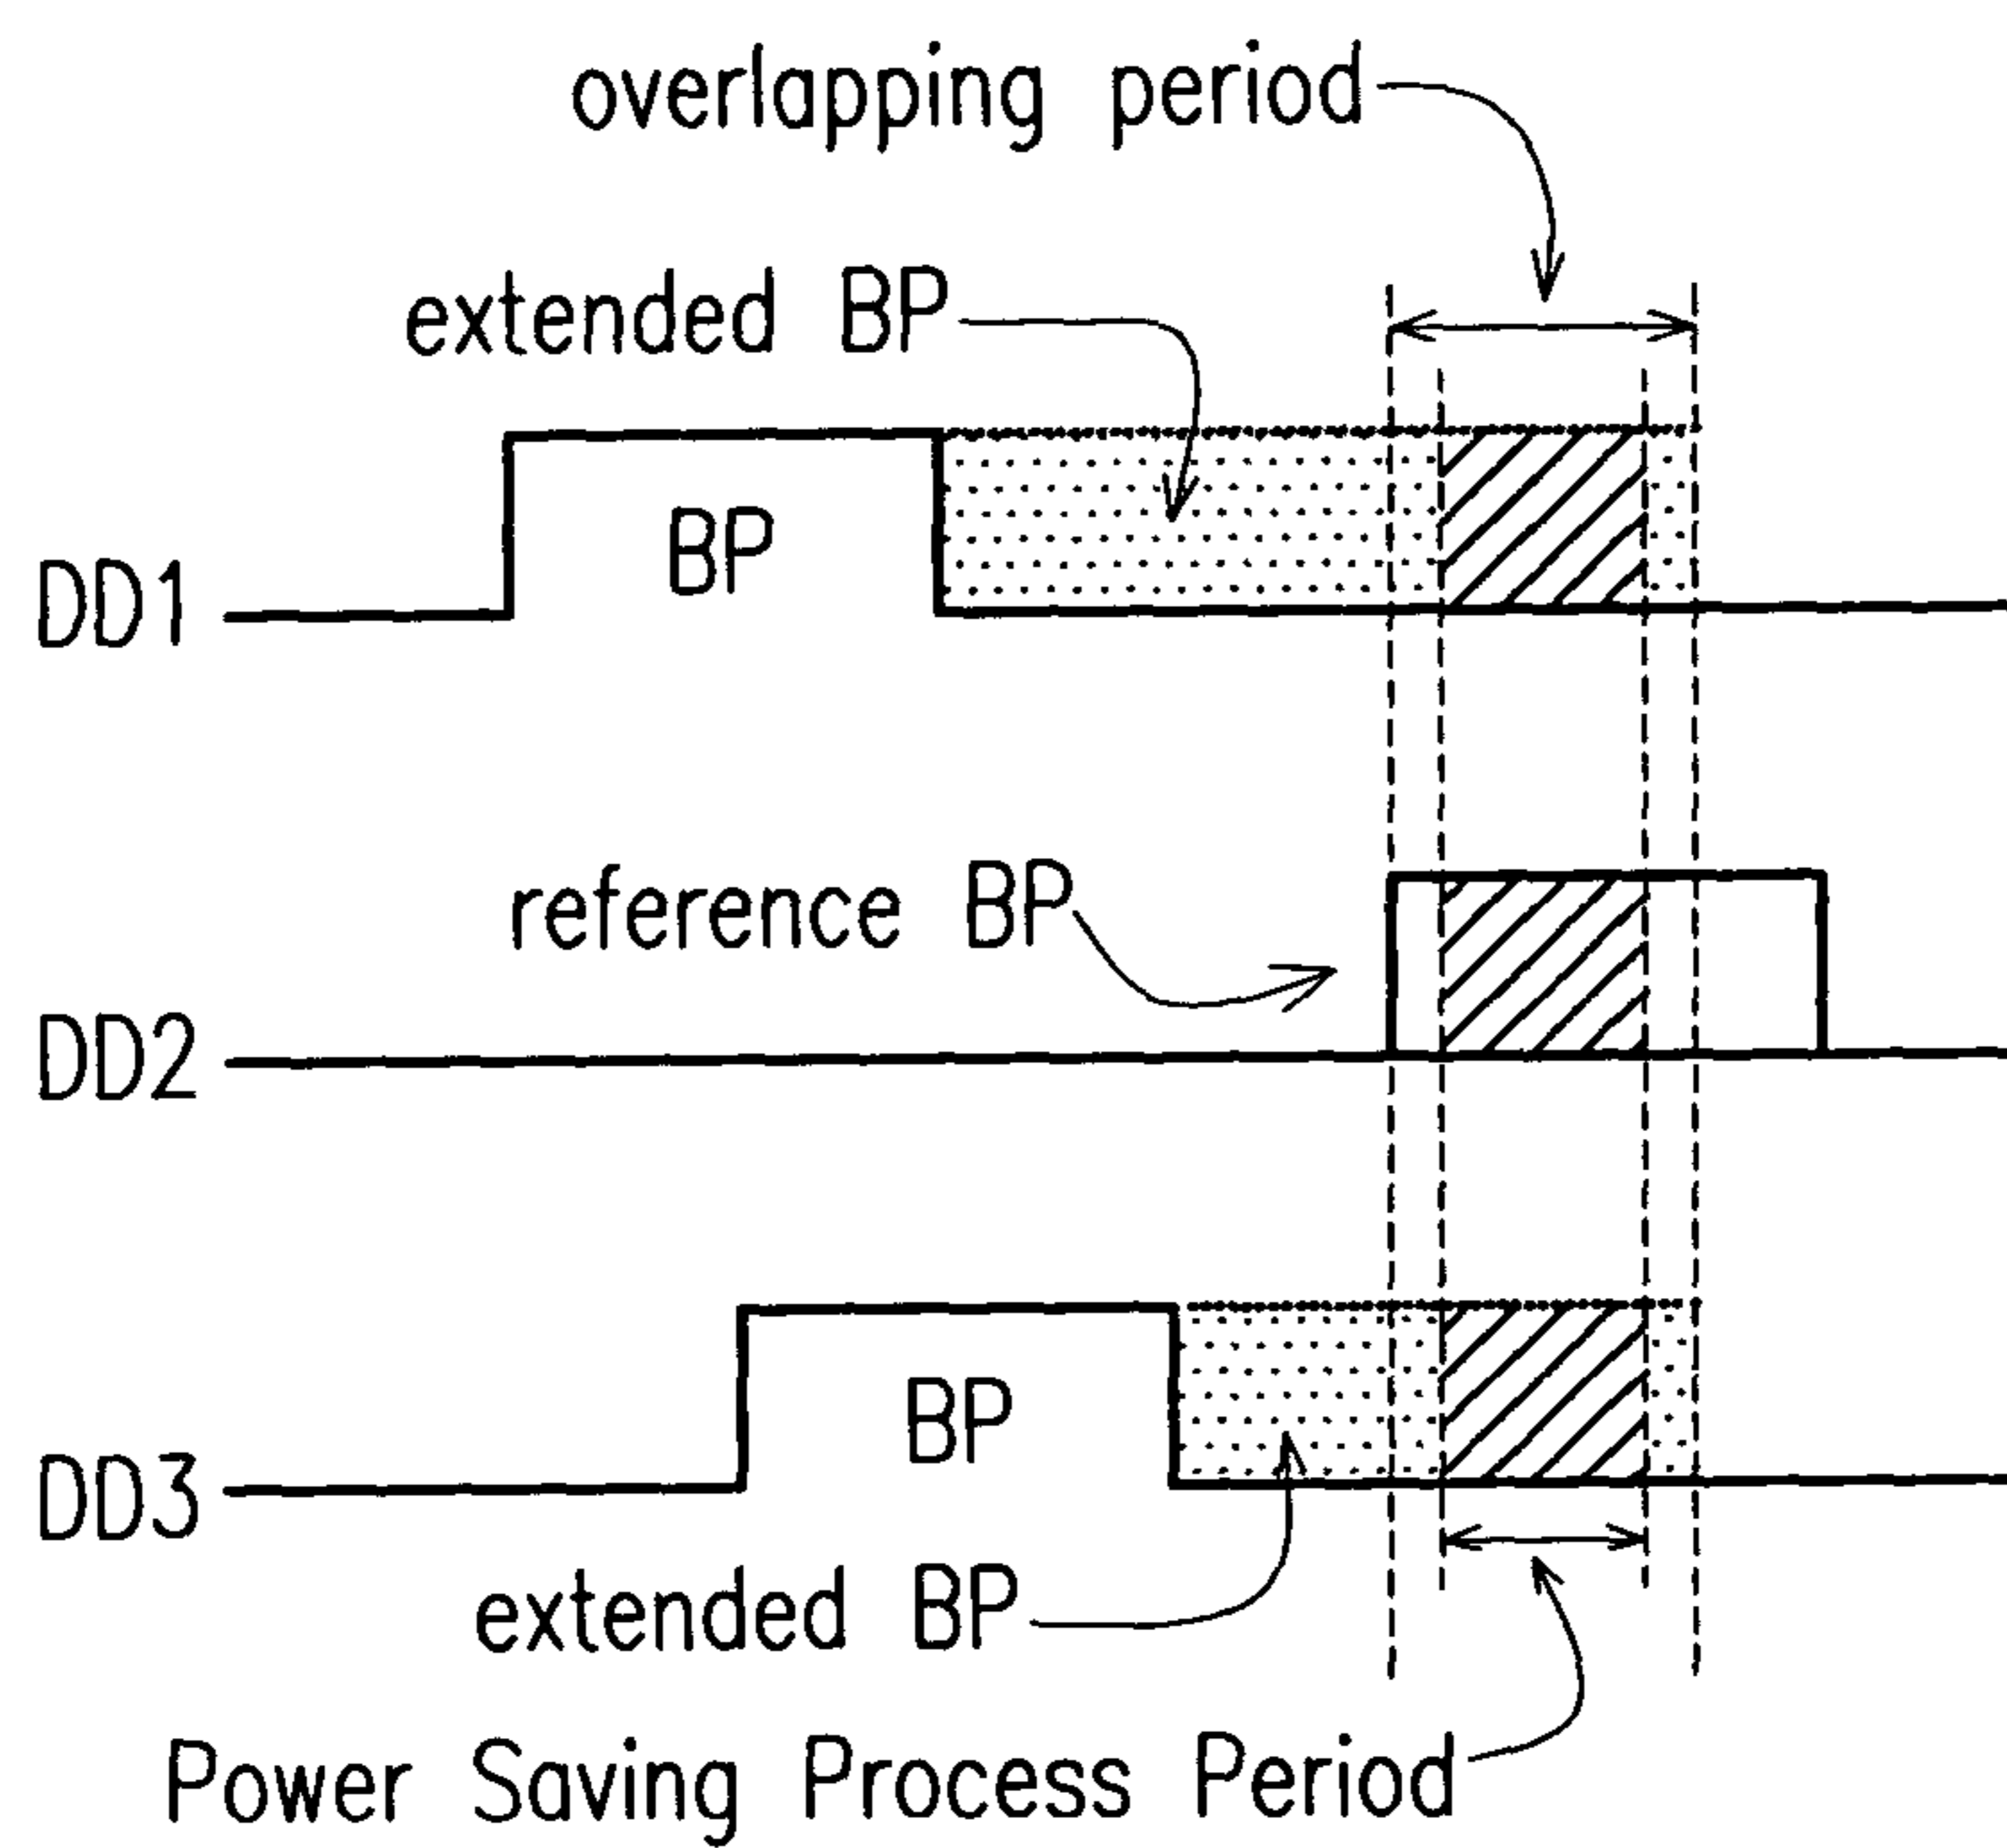 overlapping period
extended BP
BP
DD1
reference BP
DD2
BP
DD3
extended BP
Power Saving Process Period